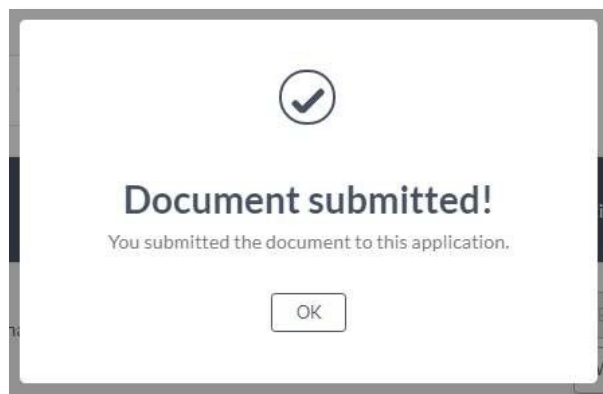 Document submitted!
You submitted the document to this application.
OK